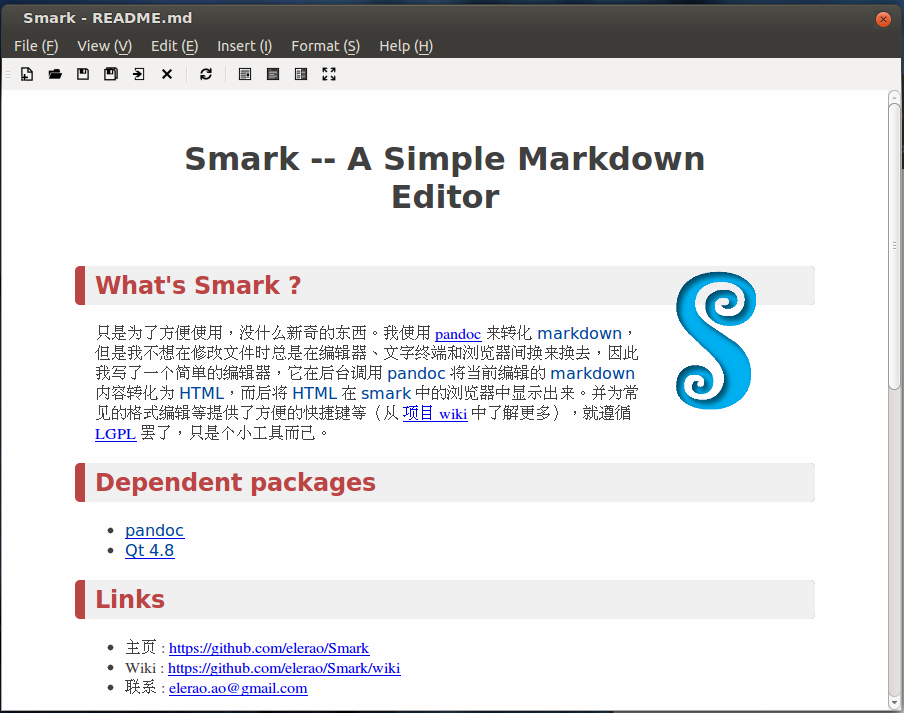 Smark - README.md
File (F) View (V) Edit (E) Insert (I) Format (S) Help (H)
Smark -- A Simple Markdown
Editor
What's Smark ?
只是为了方便使用，没什么新奇的东西。我使用 pandoc 来转化 markdown，
但是我不想在修改文件时总是在编辑器、文字终端和浏览器间换来换去，因此
我写了一个简单的编辑器，它在后台调用 pandoc 将当前编辑的 markdown
内容转化为 HTML，而后将 HTML 在 smark 中的浏览器中显示出来。并为常
见的格式编辑等提供了方便的快捷键等（从 项目 wiki 中了解更多），就遵循
LGPL 罢了，只是个小工具而已。
Dependent packages
• pandoc
• Qt 4.8
Links
• 主页 : https://github.com/elerao/Smark
• Wiki : https://github.com/elerao/Smark/wiki
• 联系 : elerao.ao@gmail.com